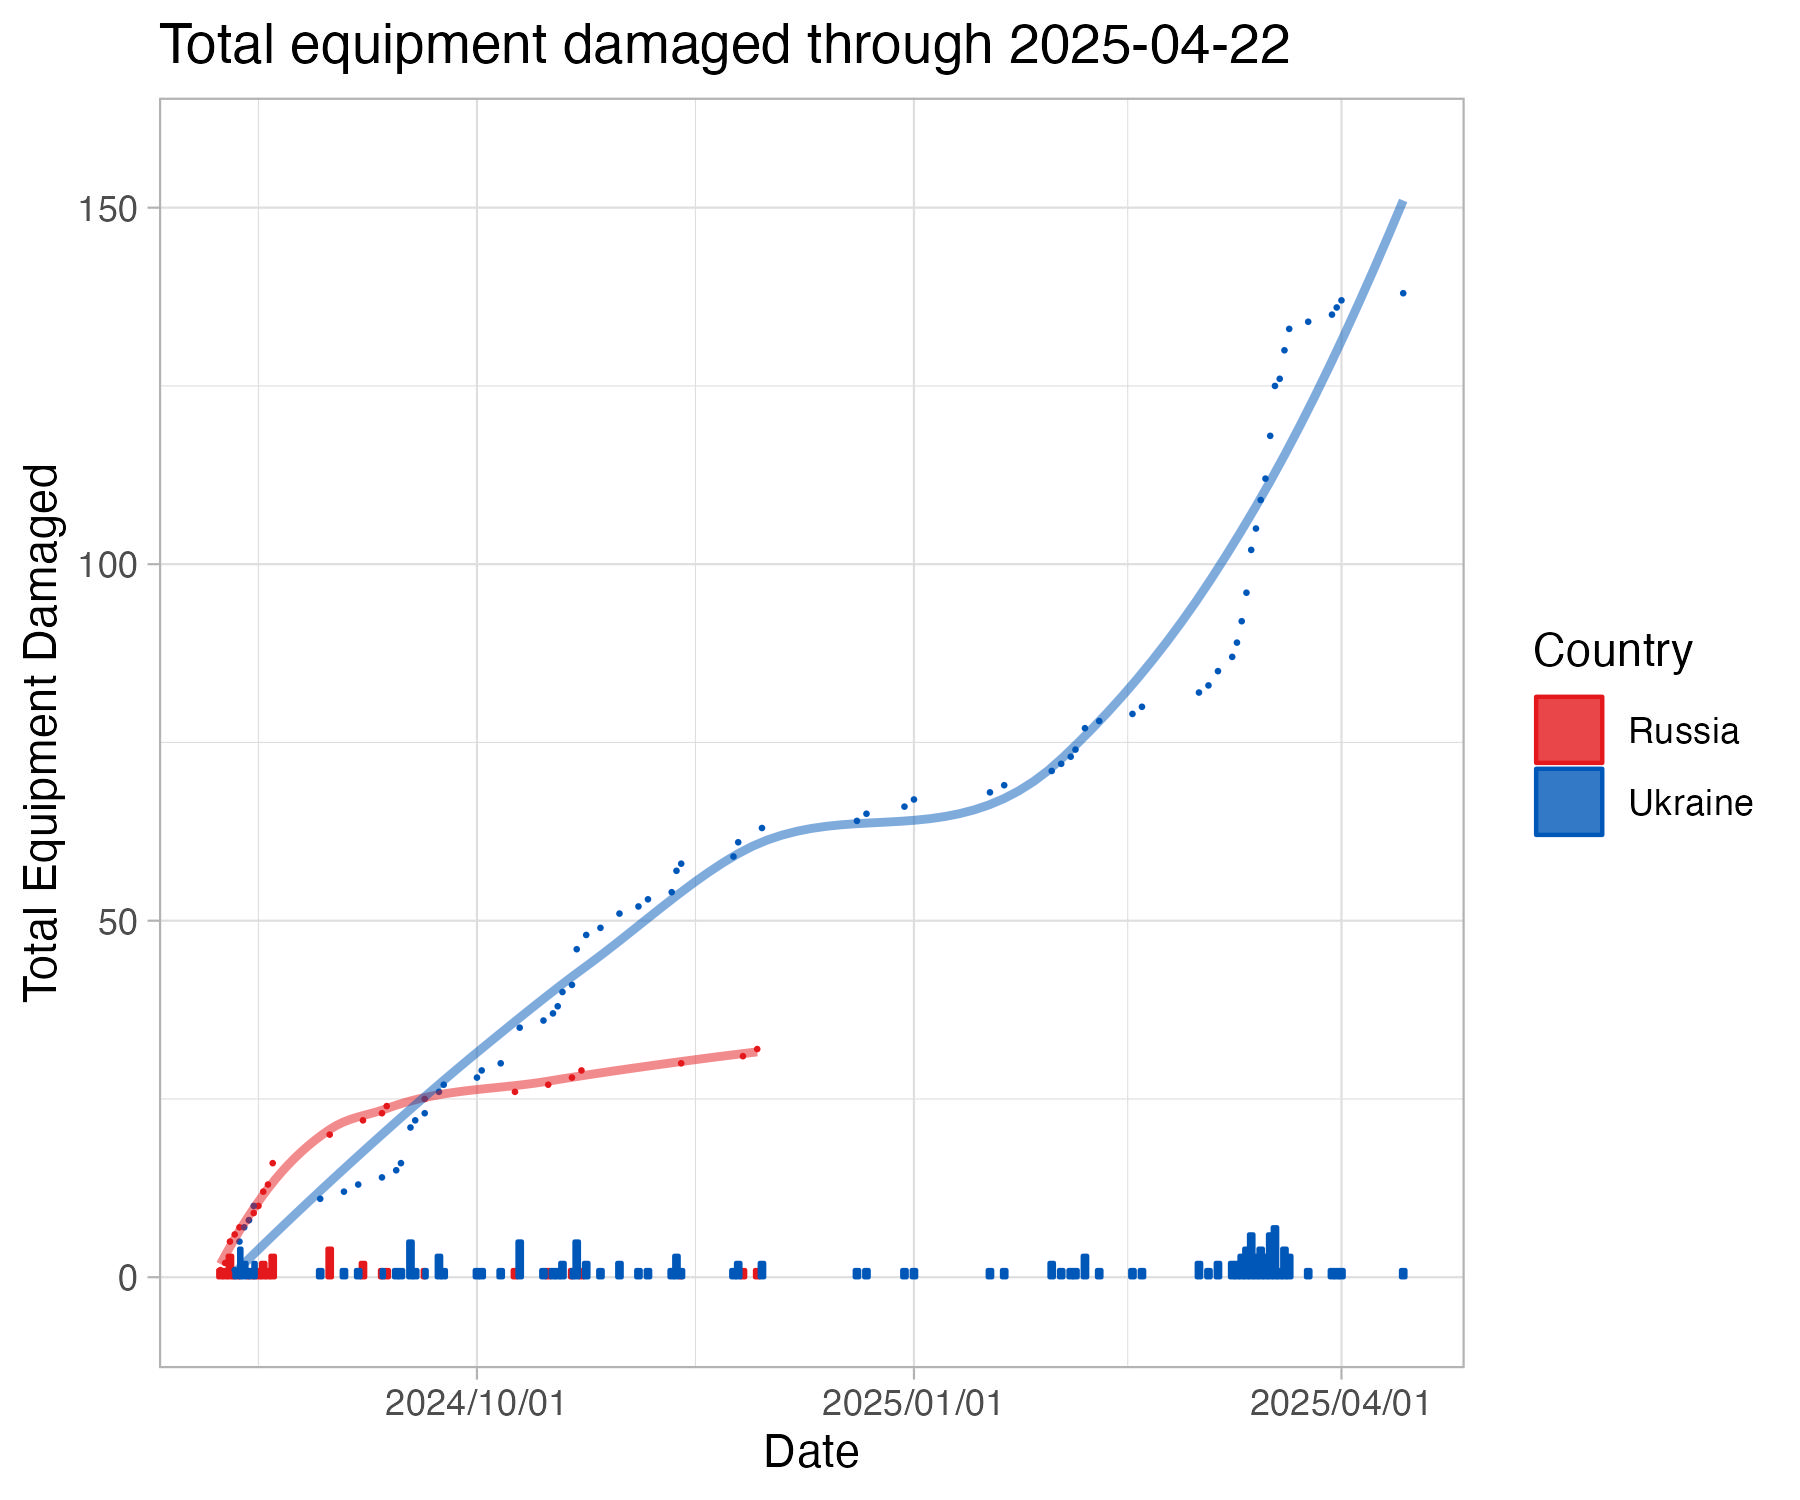 Total equipment damaged through 2025-04-22
Total Equipment Damaged
150
100
50
0
2024/10/01
2025/01/01
2025/04/01
Date
Country
Russia
Ukraine